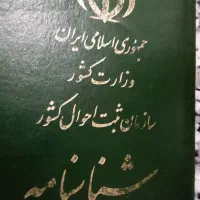 جمهوری اسلامی ایران
وزارت کشور
سازمان ثبت احوال کشور
شناسنامه